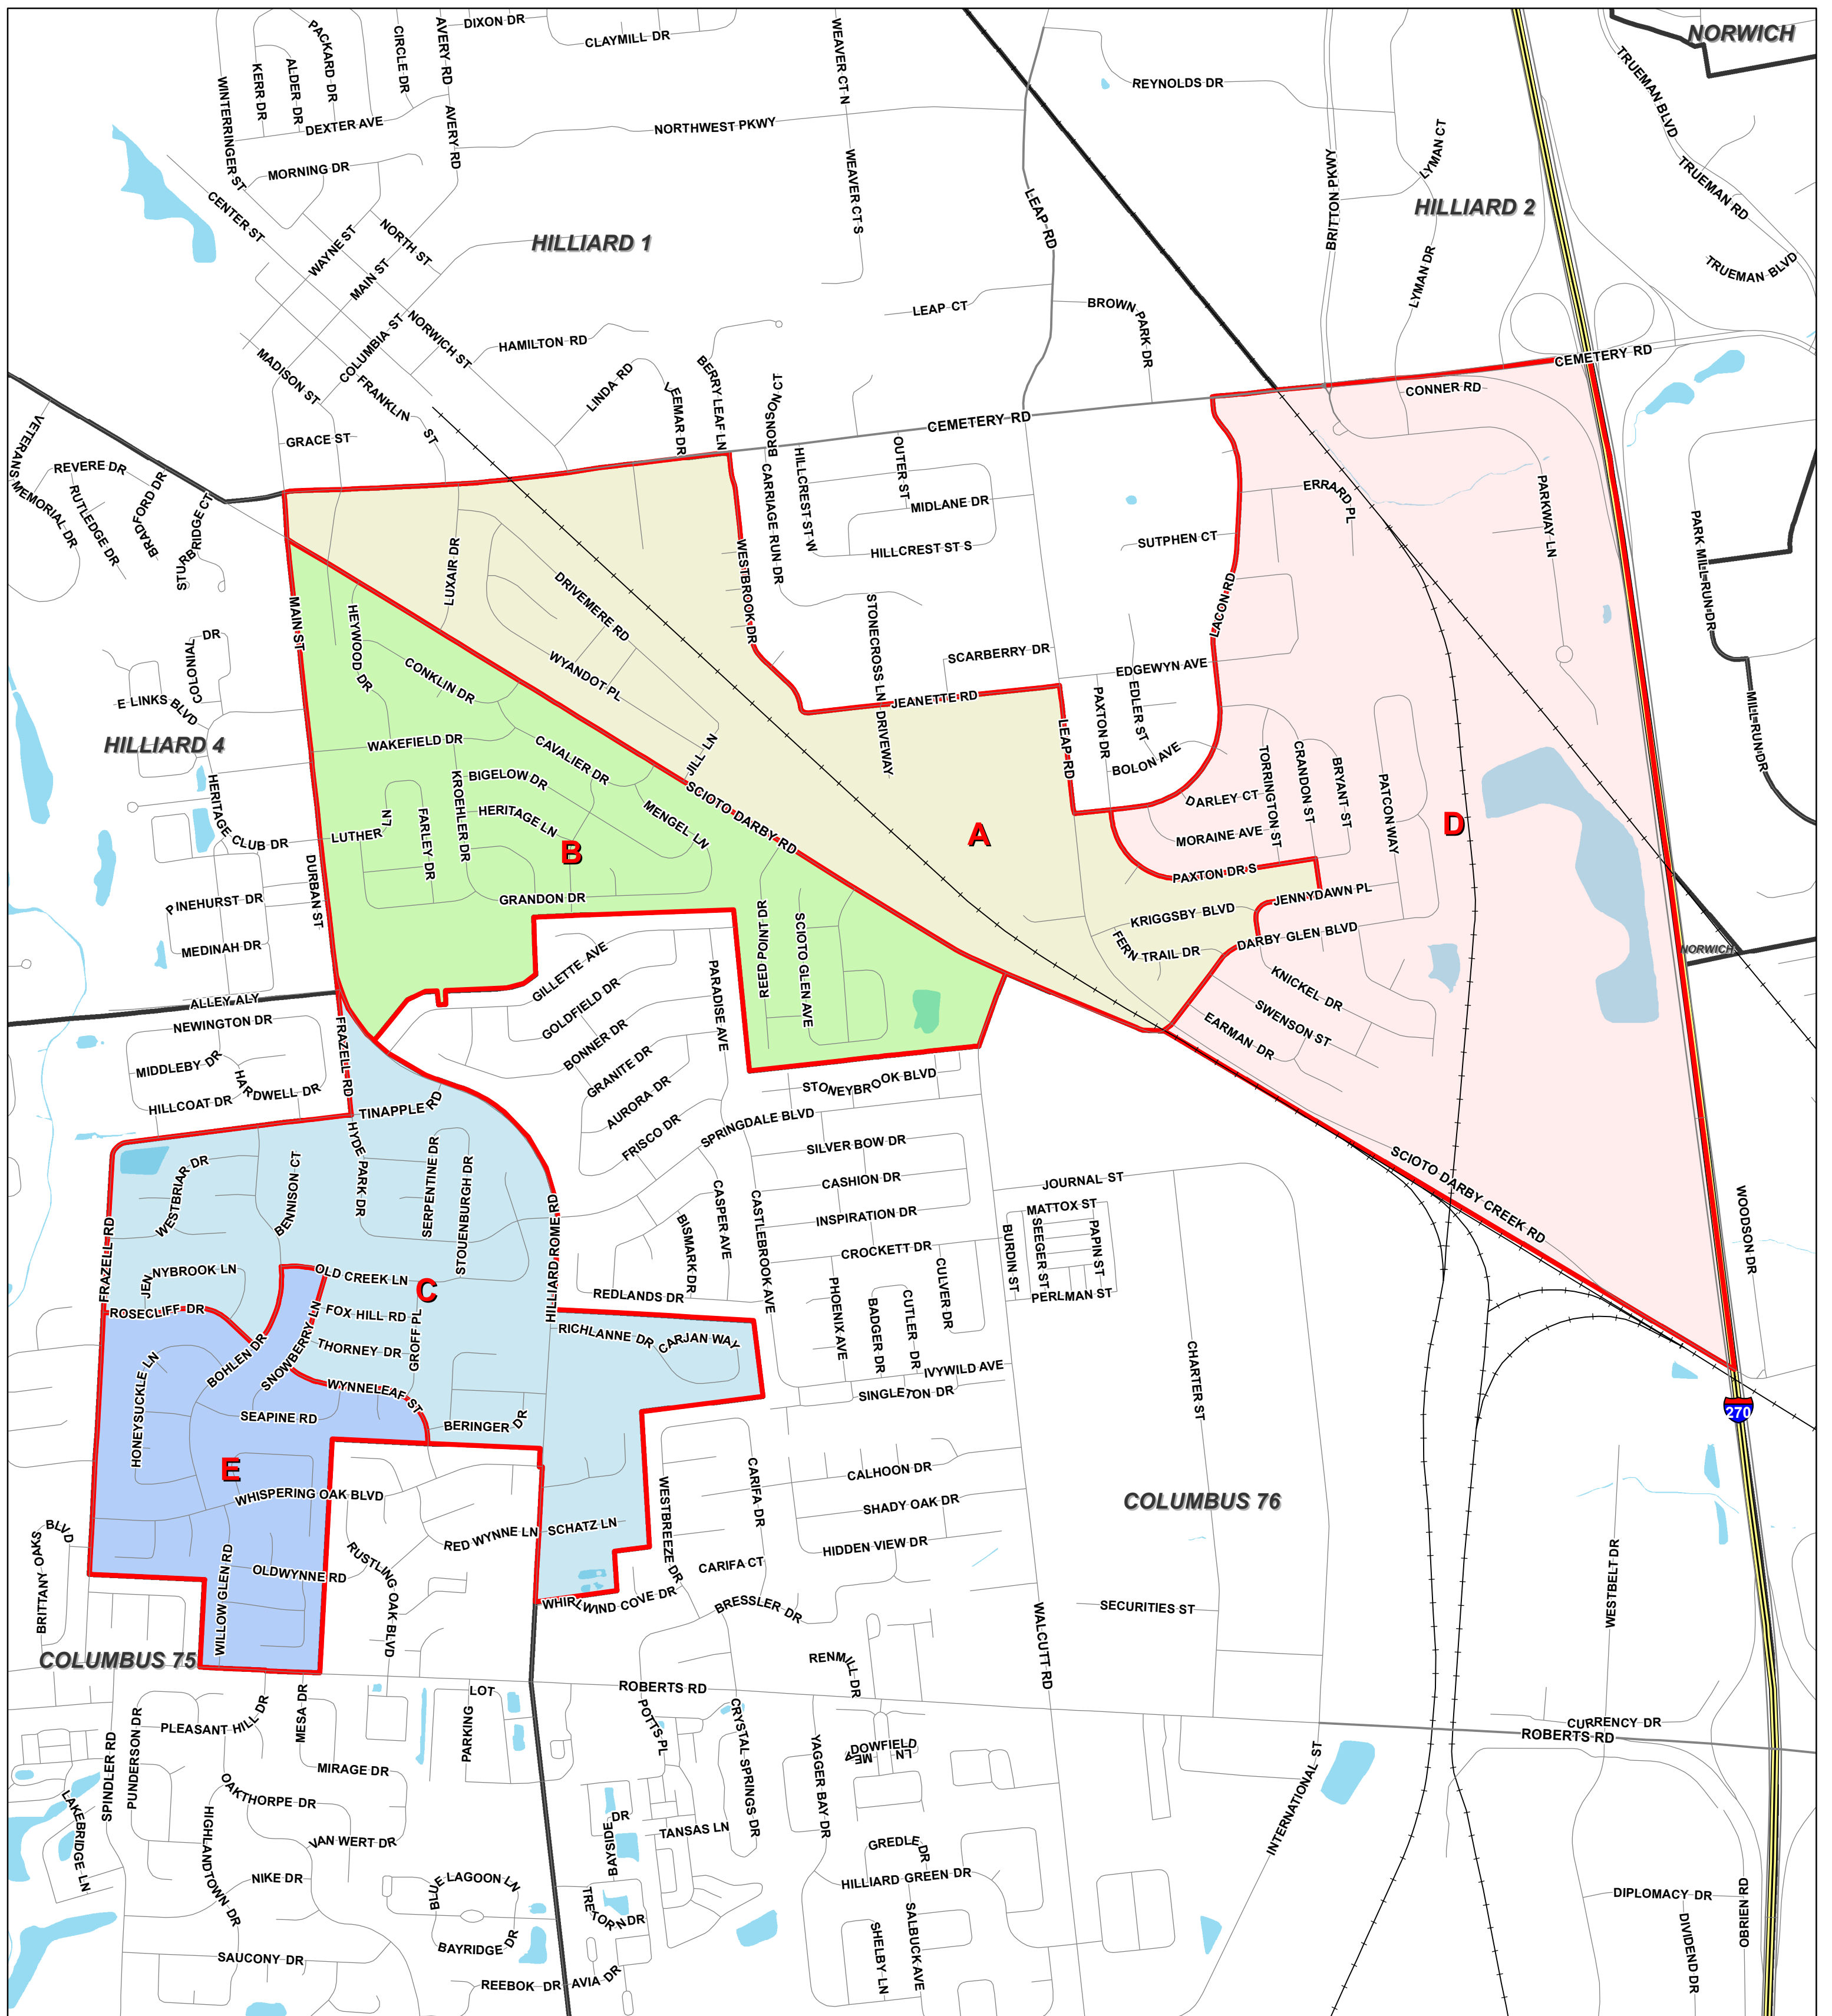 DIXON DR
CLAYMILL DR
NORWICH
PACKARD DR
CIRCLE DR
AVERY RD
WEAVER CT N
KERR DR
ALDER DR
WINTERRINGER ST
DEXTER AVE
AVERY RD
NORTHWEST PKWY
REYNOLDS DR
TRUEMAN BLVD
MORNING DR
WEAVER CT S
LYMAN CT
BRITTON PKWY
TRUEMAN RD
CENTER ST
WAYNE ST
NORTH ST
MAIN ST
HILLIARD 1
LEAP RD
HILLIARD 2
LYMAN DR
TRUEMAN BLVD
LEAP CT
BROWN PARK DR
COLUMBIA ST
NORWICH ST
HAMILTON RD
MADISON ST
FRANKLIN ST
LINDA RD
LEEMAR DR
BERRY LEAF LN
BRONSON CT
CEMETERY RD
CONNER RD
CEMETERY RD
GRACE ST
VETERANS MEMORIAL DR
REVERE DR
RUTLEDGE DR
BRADFORD DR
STURBRIDGE CT
CARRIAGE RUN DR
HILLCREST ST W
OUTER ST
MIDLANE DR
HILLCREST ST S
ERRARD PL
SUTPHEN CT
PARKWAY LN
PARK MILL RUN DR
LUXAIR DR
DRIVEMERE RD
WESTBROOK DR
STONECROSS LN
DRIVEWAY
SCARBERRY DR
EDGEWYN AVE
LACON RD
MAIN ST
HEYWOOD DR
CONKLIN DR
WYANDOT PL
JEANETTE RD
COLONIAL DR
E LINKS BLVD
HILLIARD 4
WAKEFIELD DR
CAVALIER DR
JILL LN
LEAP RD
PAXTON DR
EDLER ST
BOLON AVE
TORRINGTON ST
CRANDON ST
BRYANT ST
PATCON WAY
MILL RUN DR
HERITAGE CLUB DR
BIGELOW DR
KROEHLER DR
HERITAGE LN
MENGEL LN
SCIOTO DARBY RD
DARLEY CT
MORAINE AVE
D
A
B
LUTHER LN
FARLEY DR
DURBAN ST
PAXTON DR S
JENNYDAWN PL
PINEHURST DR
GRANDON DR
REED POINT DR
SCIOTO GLEN AVE
KRIGGSBY BLVD
FERN TRAIL DR
DARBY GLEN BLVD
MEDINAH DR
NORWICH
GILLETTE AVE
GOLDFIELD DR
PARADISE AVE
KNICKEL DR
SWENSON ST
EARMAN DR
ALLEY ALY
NEWINGTON DR
MIDDLEBY DR
HARDWELL DR
HILLCOAT DR
FRAZELL RD
BONNER DR
GRANITE DR
AURORA DR
FRISCO DR
STONEYBROOK BLVD
SPRINGDALE BLVD
TINAPPLE RD
SILVER BOW DR
CASHION DR
INSPIRATION DR
CROCKETT DR
WESTBRIAR DR
BENNISON CT
HYDE PARK DR
SERPENTINE DR
STOUENBURGH DR
HILLIARD ROME RD
BISMARK DR
CASPER AVE
CASTLEBROOK AVE
JOURNAL ST
MATTOX ST
SEEGER ST
PAPIN ST
PERLMAN ST
BURDIN ST
SCIOTO DARBY CREEK RD
WOODSON DR
FRAZELL RD
JENNYBROOK LN
ROSECLIFF DR
OLD CREEK LN
C
FOX HILL RD
THORNEY DR
GROFF PL
SNOWBERRY LN
BOHLEN DR
REDLANDS DR
RICHLANNE DR
CARJAN WAY
PHOENIX AVE
BADGER DR
CUTLER DR
CULVER DR
IVYWILD AVE
SINGLETON DR
CHARTER ST
HONEYSUCKLE LN
WYNNELEAF ST
SEAPINE RD
BERINGER DR
270
E
WHISPERING OAK BLVD
RED WYNNE LN
SCHATZ LN
WESTBREEZE DR
CARIFA DR
CALHOON DR
SHADY OAK DR
HIDDEN VIEW DR
COLUMBUS 76
BRITTANY OAKS BLVD
WILLOW GLEN RD
OLDWYNNE RD
RUSTLING OAK BLVD
CARIFA CT
WHIRLWIND COVE DR
BRESSLER DR
SECURITIES ST
WALCUTT RD
WESTBELT DR
COLUMBUS 75
RENMILL DR
LOT
PARKING
ROBERTS RD
PLEASANT HILL DR
MESA DR
PUNDERSON DR
SPINDLER RD
POTTS PL
CRYSTAL SPRINGS DR
YAGGER BAY DR
MEADOWFIELD LN
CURRENCY DR
ROBERTS RD
MIRAGE DR
OAKTHORPE DR
LAKEBRIDGE LN
HIGHLANDTOWN DR
VAN WERT DR
BAYSIDE DR
TANSAS LN
GREDLE DR
INTERNATIONAL ST
NIKE DR
BLUE LAGOON LN
HILLIARD GREEN DR
TRETORN DR
BAYRIDGE DR
SAUCONY DR
REEBOK DR
AVIA DR
SHELBY LN
SALBUCK AVE
DIPLOMACY DR
DIVIDEND DR
OBRIEN RD